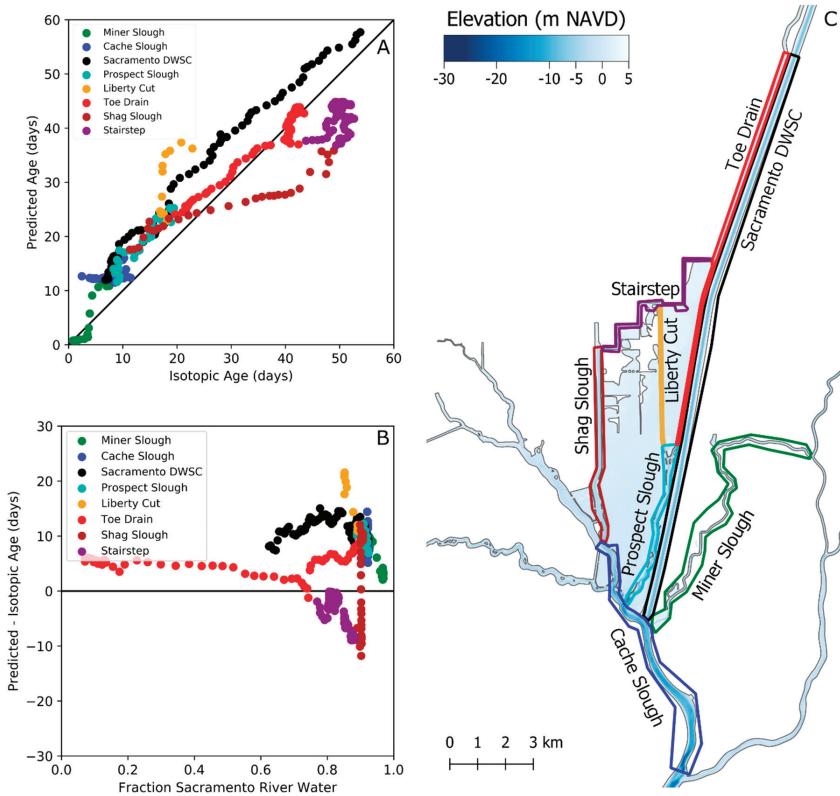 A
60
50
40
30
20
10
0
Predicted Age (days)
Miner Slough
Cache Slough
Sacramento DWSC
Prospect Slough
Liberty Cut
Toe Drain
Shag Slough
Stairstep
0 10 20 30 40 50 60
Isotopic Age (days)
B
30
20
10
0
−10
−20
−30
Predicted - Isotopic Age (days)
Miner Slough
Cache Slough
Sacramento DWSC
Prospect Slough
Liberty Cut
Toe Drain
Shag Slough
Stairstep
0.0 0.2 0.4 0.6 0.8 1.0
Fraction Sacramento River Water
Elevation (m NAVD)
C
-30 -20 -10 -5 5
Toe Drain
Sacramento DWSC
Stairstep
Liberty Cut
Shag Slough
Prospect Slough
Miner Slough
Cache Slough
0 1 2 3 km